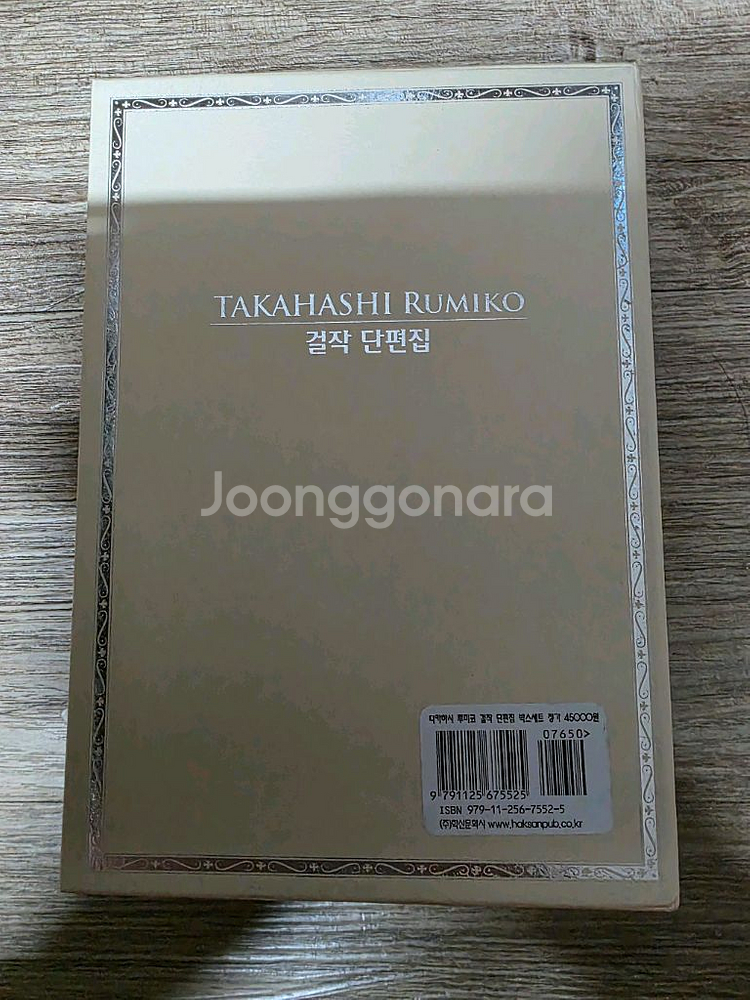 TAKAHASHI RUMIKO
걸작 단편집
Joonggonara
다카하시 루미코 걸작 단편집 박스세트 정가 45000원
07650>
9 791125 675525
ISBN 979-11-256-7552-5
(주)학산문화사 www.haksanpub.co.kr